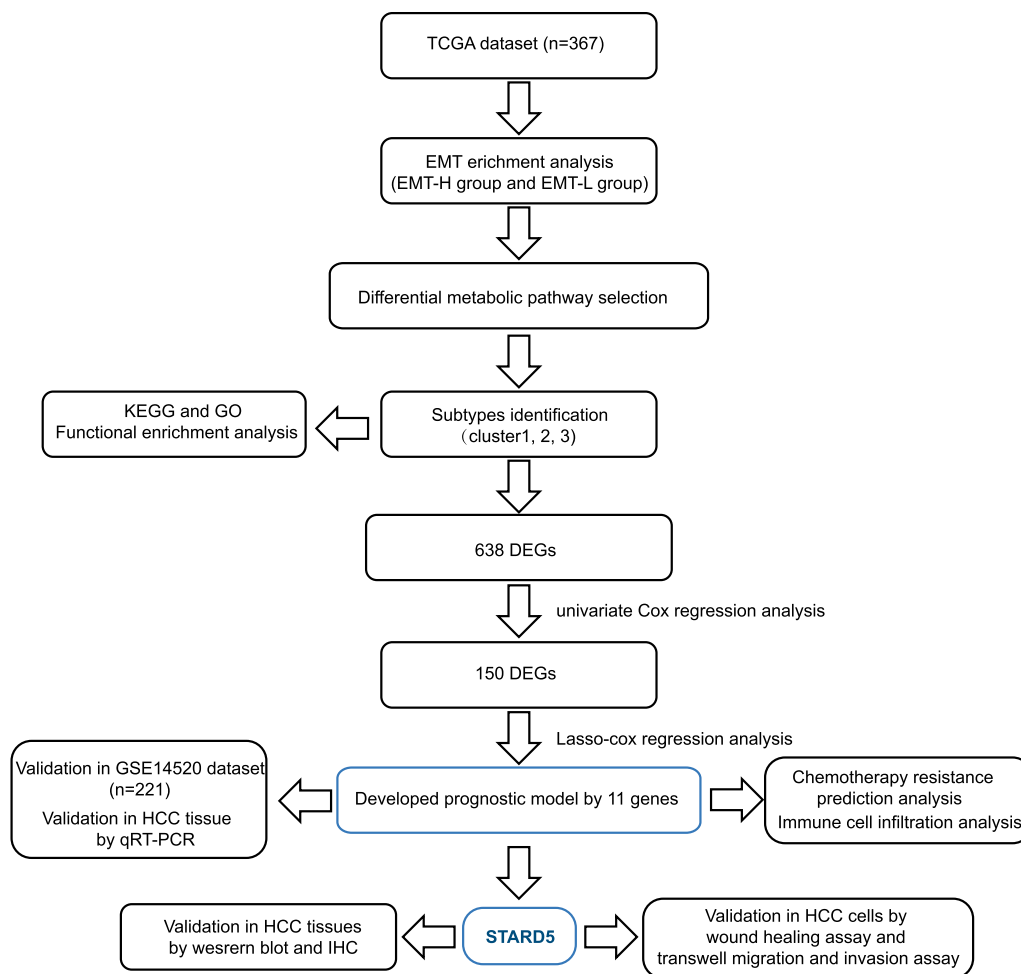 TCGA dataset (n=367)
EMT erichment analysis
(EMT-H group and EMT-L group)
Differential metabolic pathway selection
KEGG and GO
Functional enrichment analysis
Subtypes identification
（cluster1, 2, 3)
638 DEGs
univariate Cox regression analysis
150 DEGs
Lasso-cox regression analysis
Validation in GSE14520 dataset
(n=221)
Validation in HCC tissue
by qRT-PCR
Developed prognostic model by 11 genes
Chemotherapy resistance
prediction analysis
Immune cell infiltration analysis
Validation in HCC tissues
by wesrern blot and IHC
STARD5
Validation in HCC cells by
wound healing assay and
transwell migration and invasion assay